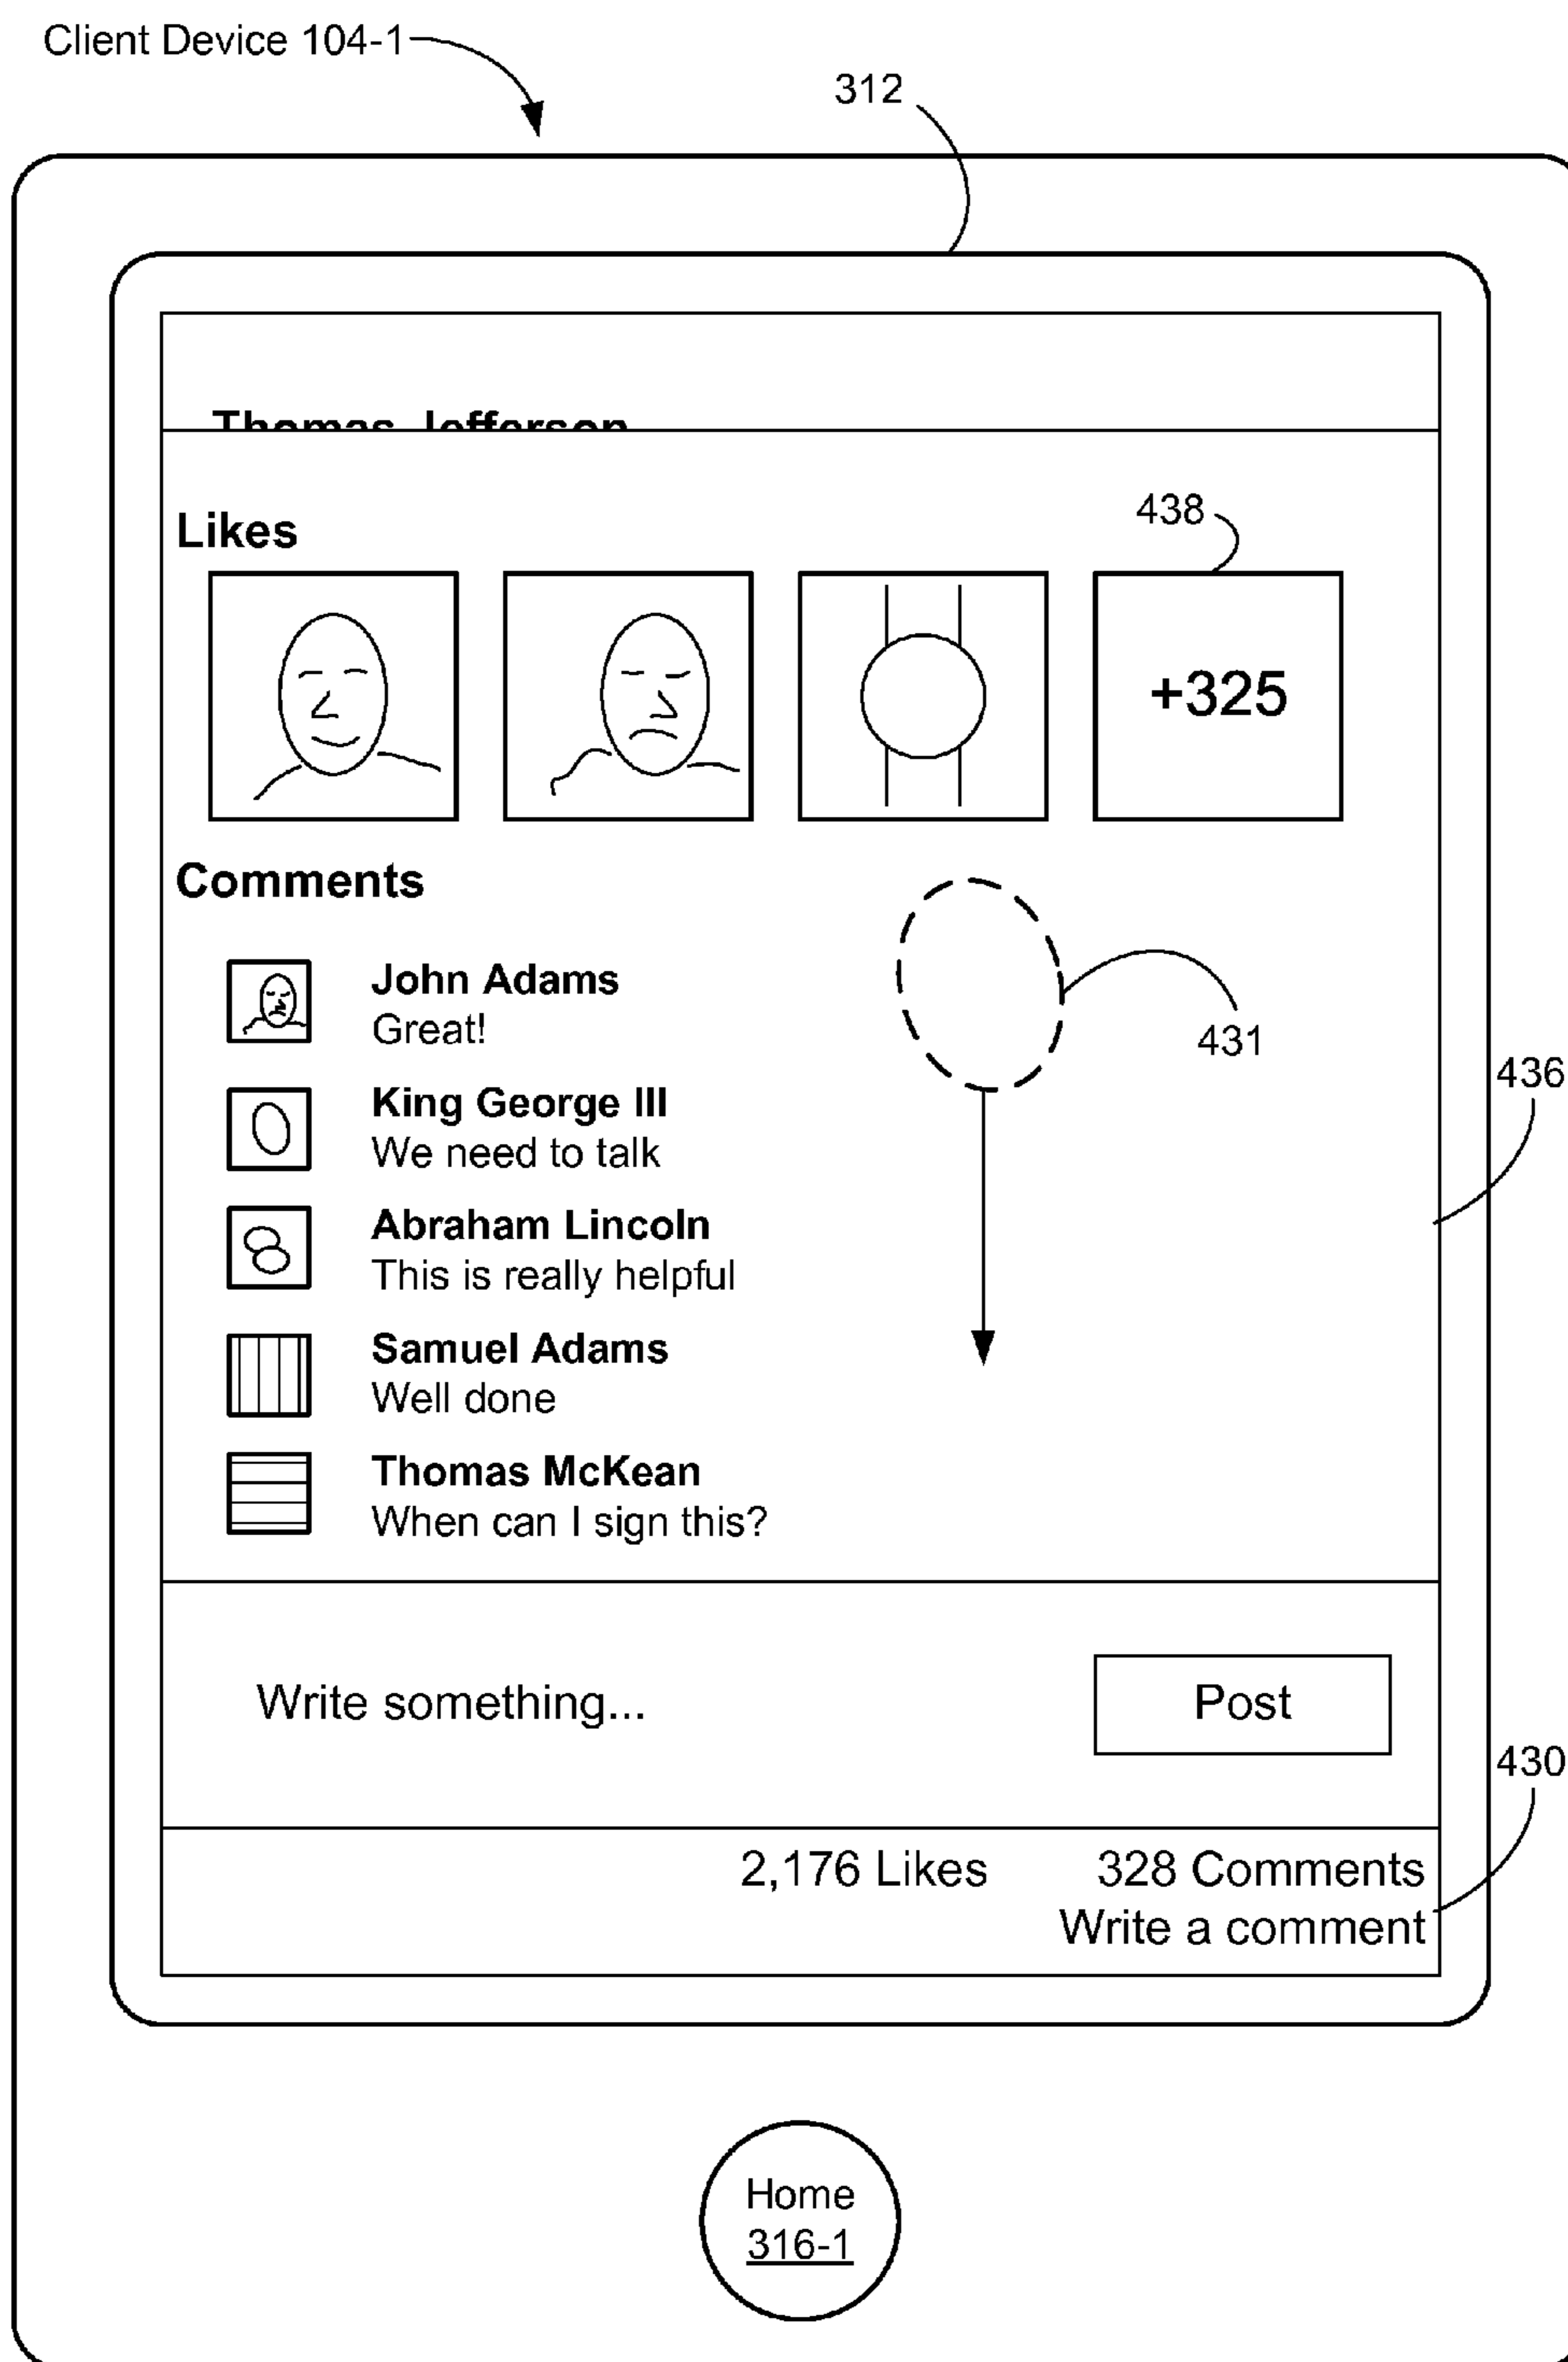 Client Device 104-1
312
Thomas Jefferson
438
Likes
+325
Comments
John Adams
Great!
431
436
King George III
We need to talk
Abraham Lincoln
This is really helpful
Samuel Adams
Well done
Thomas McKean
When can I sign this?
Write something...
Post
430
2,176 Likes
328 Comments
Write a comment
Home
316-1